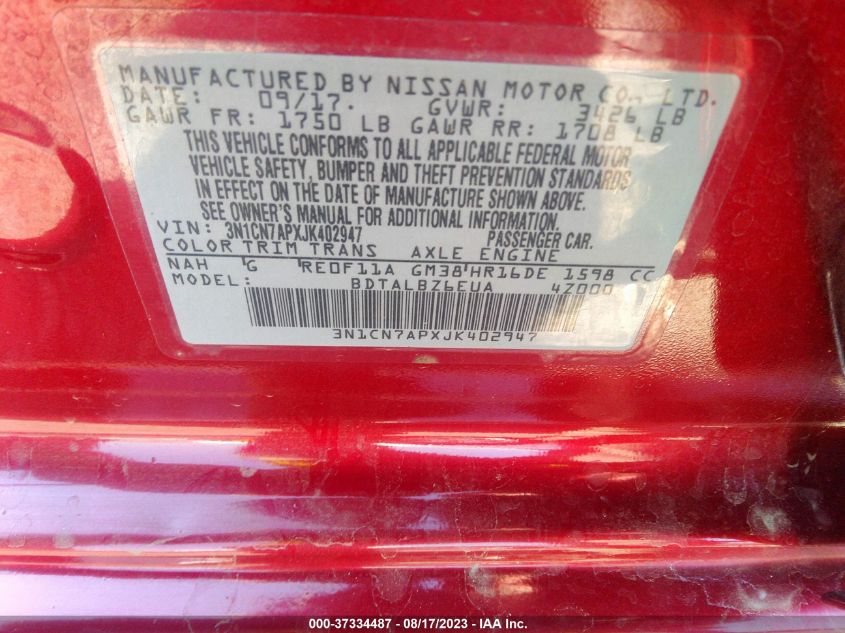 MANUFACTURED BY NISSAN MOTOR CO., LTD.
DATE: 09/17. GVWR: 3426 LB
GAWR FR: 1750 LB GAWR RR: 1708 LB
THIS VEHICLE CONFORMS TO ALL APPLICABLE FEDERAL MOTOR
VEHICLE SAFETY, BUMPER AND THEFT PREVENTION STANDARDS
IN EFFECT ON THE DATE OF MANUFACTURE SHOWN ABOVE.
SEE OWNER'S MANUAL FOR ADDITIONAL INFORMATION.
VIN: 3N1CN7APXJK402947 PASSENGER CAR.
COLOR TRIM TRANS AXLE ENGINE
NAH G RE0F11A GM38 HR16DE 1598 CC
MODEL: BDTALBZ6EUA 4Z000
3N1CN7APXJK402947
000-37334487 - 08/17/2023 - IAA Inc.